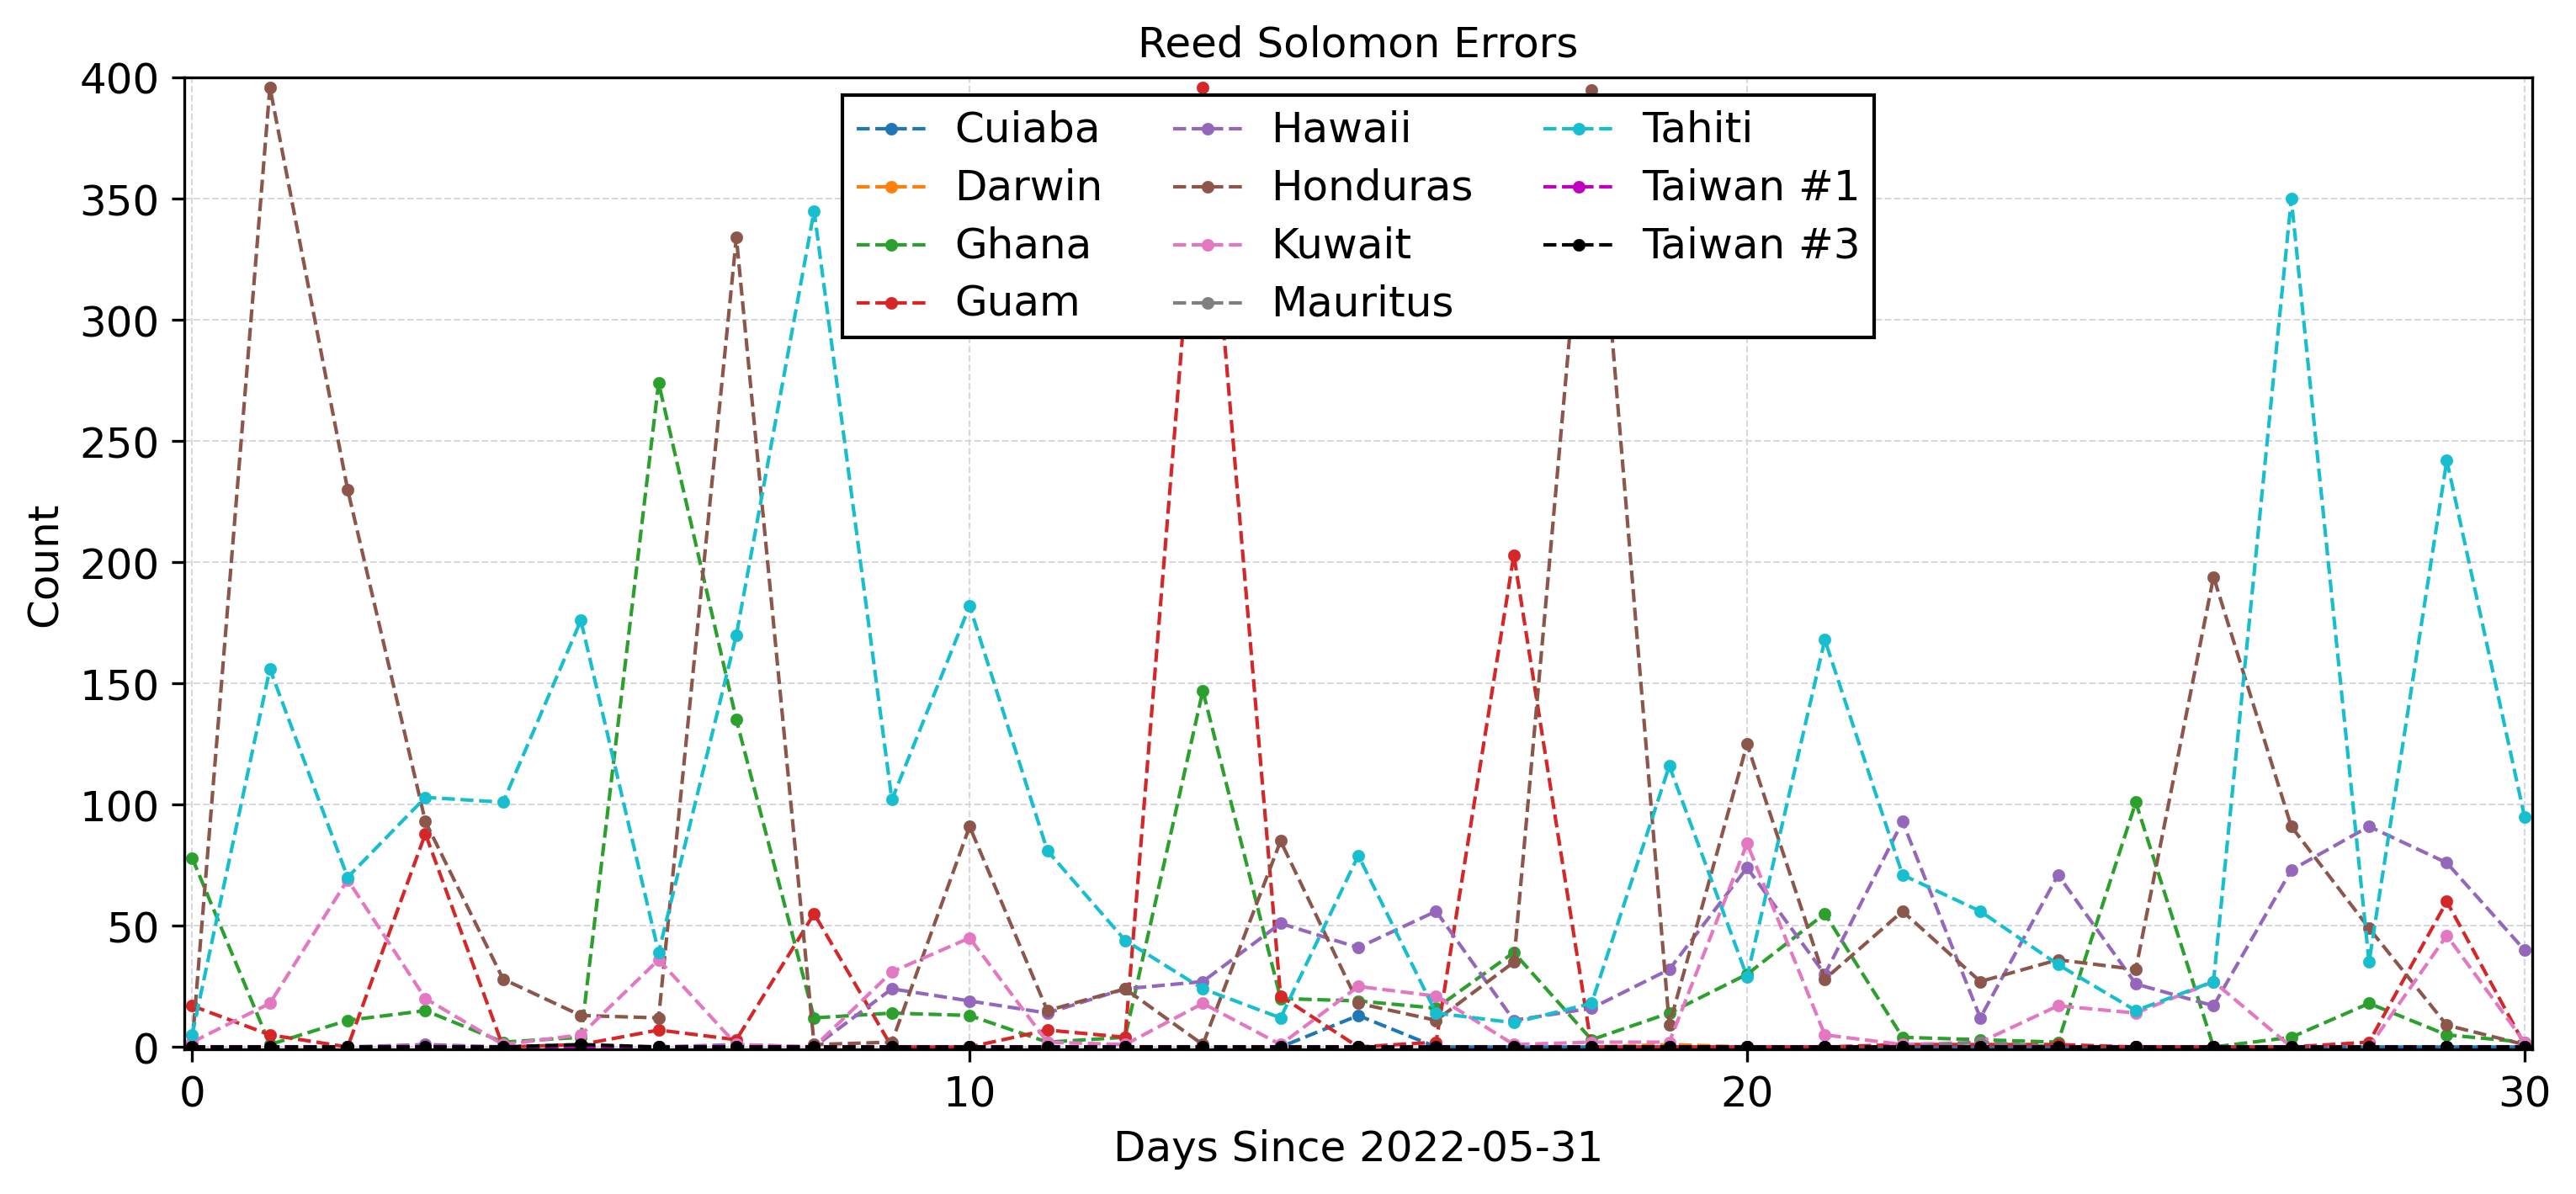 Reed Solomon Errors
400
350
300
250
200
150
100
50
0
Count
Cuiaba
Darwin
Ghana
Guam
Hawaii
Honduras
Kuwait
Mauritus
Tahiti
Taiwan #1
Taiwan #3
0 10 20 30
Days Since 2022-05-31